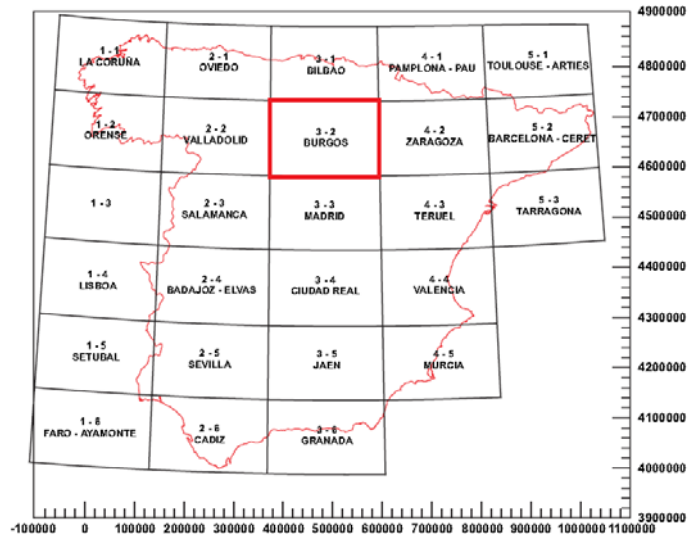 4900000
1 - 1
LA CORUÑA
2 - 1
OVIEDO
3 - 1
BILBAO
4 - 1
PAMPLONA - PAU
5 - 1
TOULOUSE - ARTIES
4800000
1 - 2
ORENSE
2 - 2
VALLADOLID
3 - 2
BURGOS
4 - 2
ZARAGOZA
5 - 2
BARCELONA - CERET
4700000
4600000
1 - 3
2 - 3
SALAMANCA
3 - 3
MADRID
4 - 3
TERUEL
5 - 3
TARRAGONA
4500000
1 - 4
LISBOA
2 - 4
BADAJOZ - ELVAS
3 - 4
CIUDAD REAL
4 - 4
VALENCIA
4400000
4300000
1 - 5
SETUBAL
2 - 5
SEVILLA
3 - 5
JAEN
4 - 5
MURCIA
4200000
1 - 6
FARO - AYAMONTE
2 - 6
CADIZ
3 - 6
GRANADA
4100000
4000000
3900000
-100000 0 100000 200000 300000 400000 500000 600000 700000 800000 900000 1000000 1100000